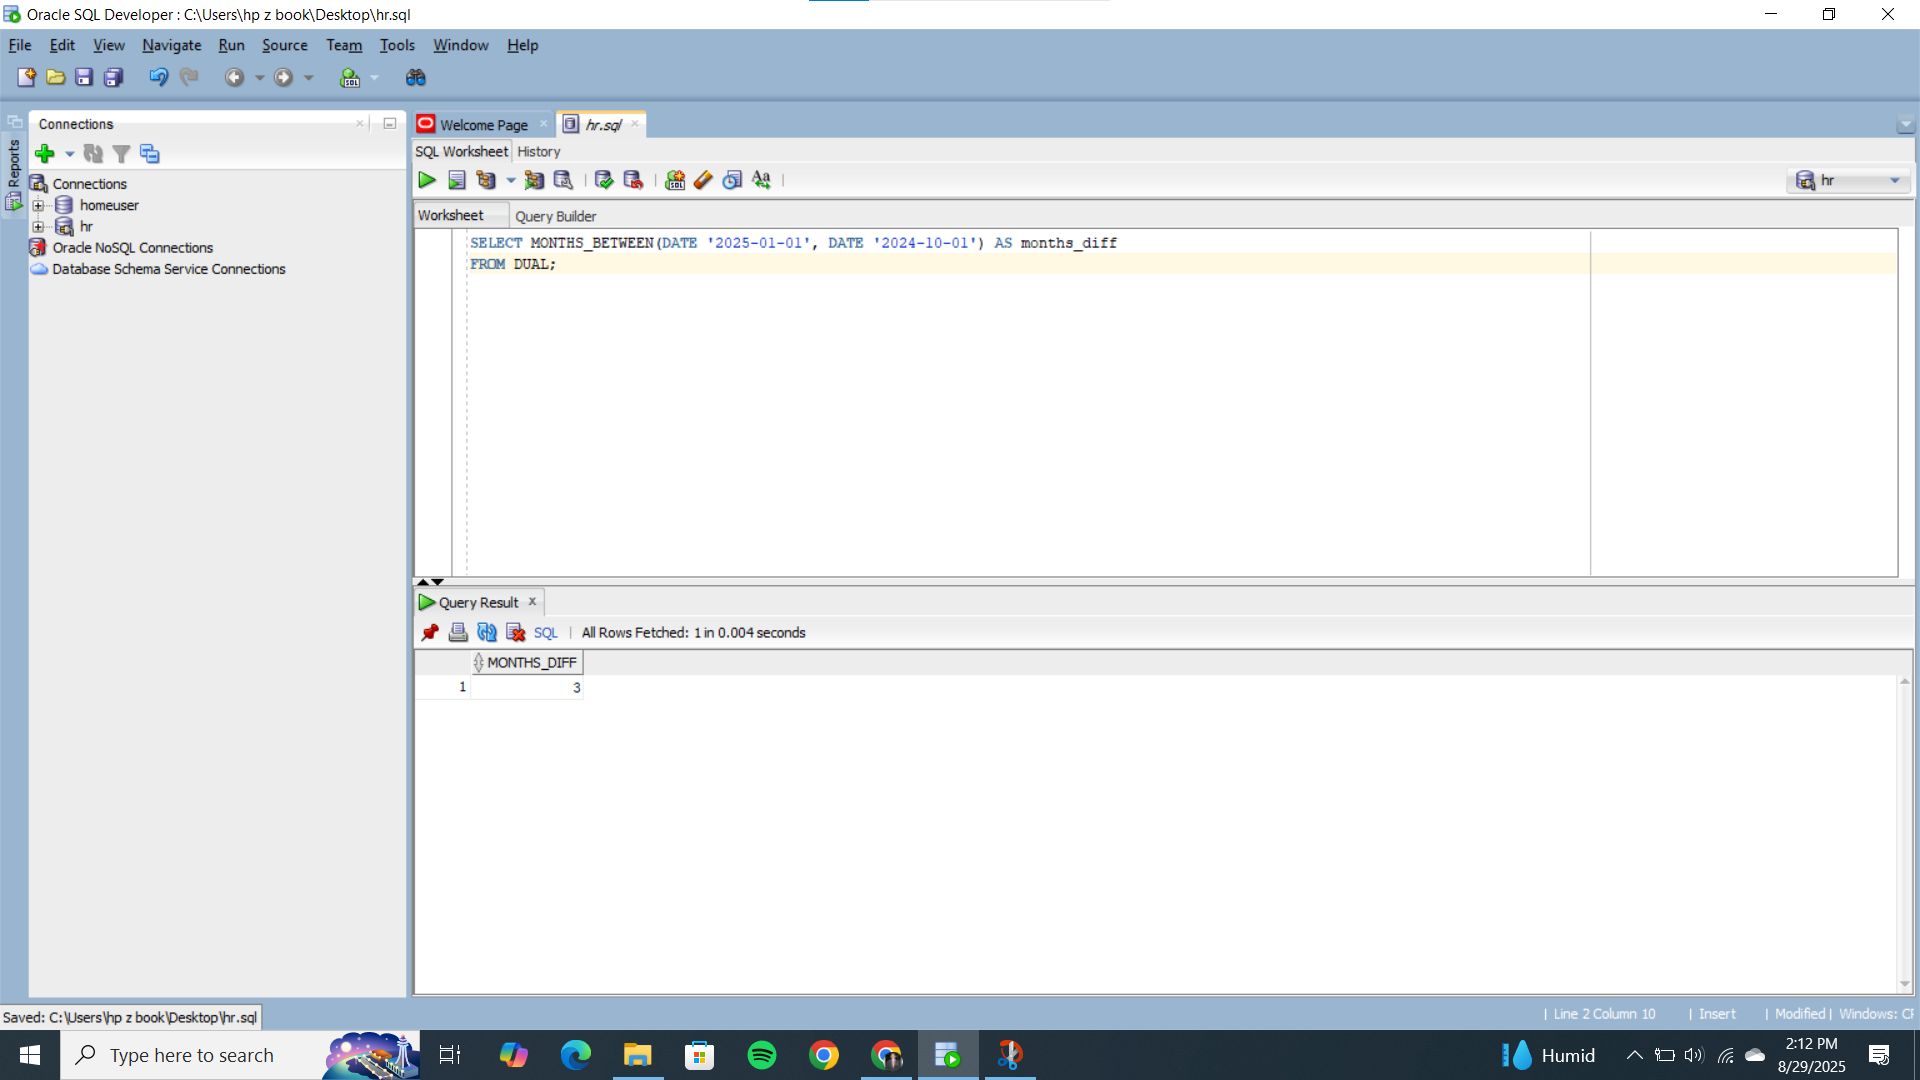 Oracle SQL Developer : C:\Users\hp z book\Desktop\hr.sql
File Edit View Navigate Run Source Team Tools Window Help
Reports
Connections
Connections
homeuser
hr
Oracle NoSQL Connections
Database Schema Service Connections
Welcome Page
hr.sql
SQL Worksheet History
hr
Worksheet Query Builder
SELECT MONTHS_BETWEEN(DATE '2025-01-01', DATE '2024-10-01') AS months_diff
FROM DUAL;
Query Result
SQL | All Rows Fetched: 1 in 0.004 seconds
MONTHS_DIFF
1 3
Saved: C:\Users\hp z book\Desktop\hr.sql
| Line 2 Column 10 | Insert | Modified | Windows: CF
Type here to search
Humid
2:12 PM
8/29/2025